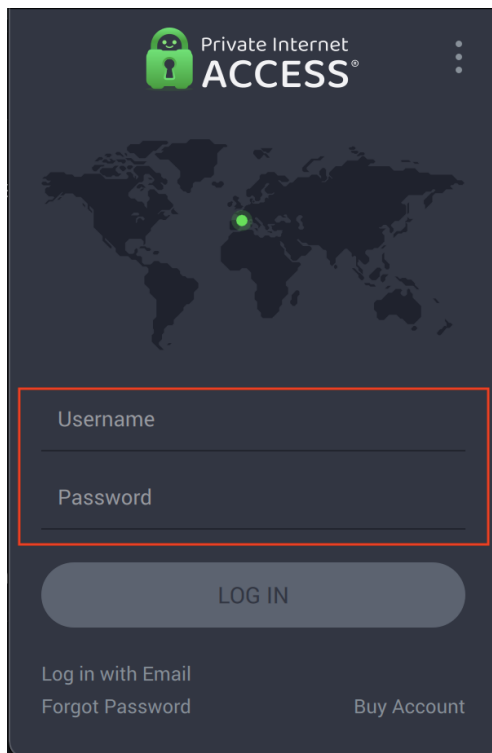 Private Internet
ACCESS®
Username
Password
LOG IN
Log in with Email
Forgot Password
Buy Account